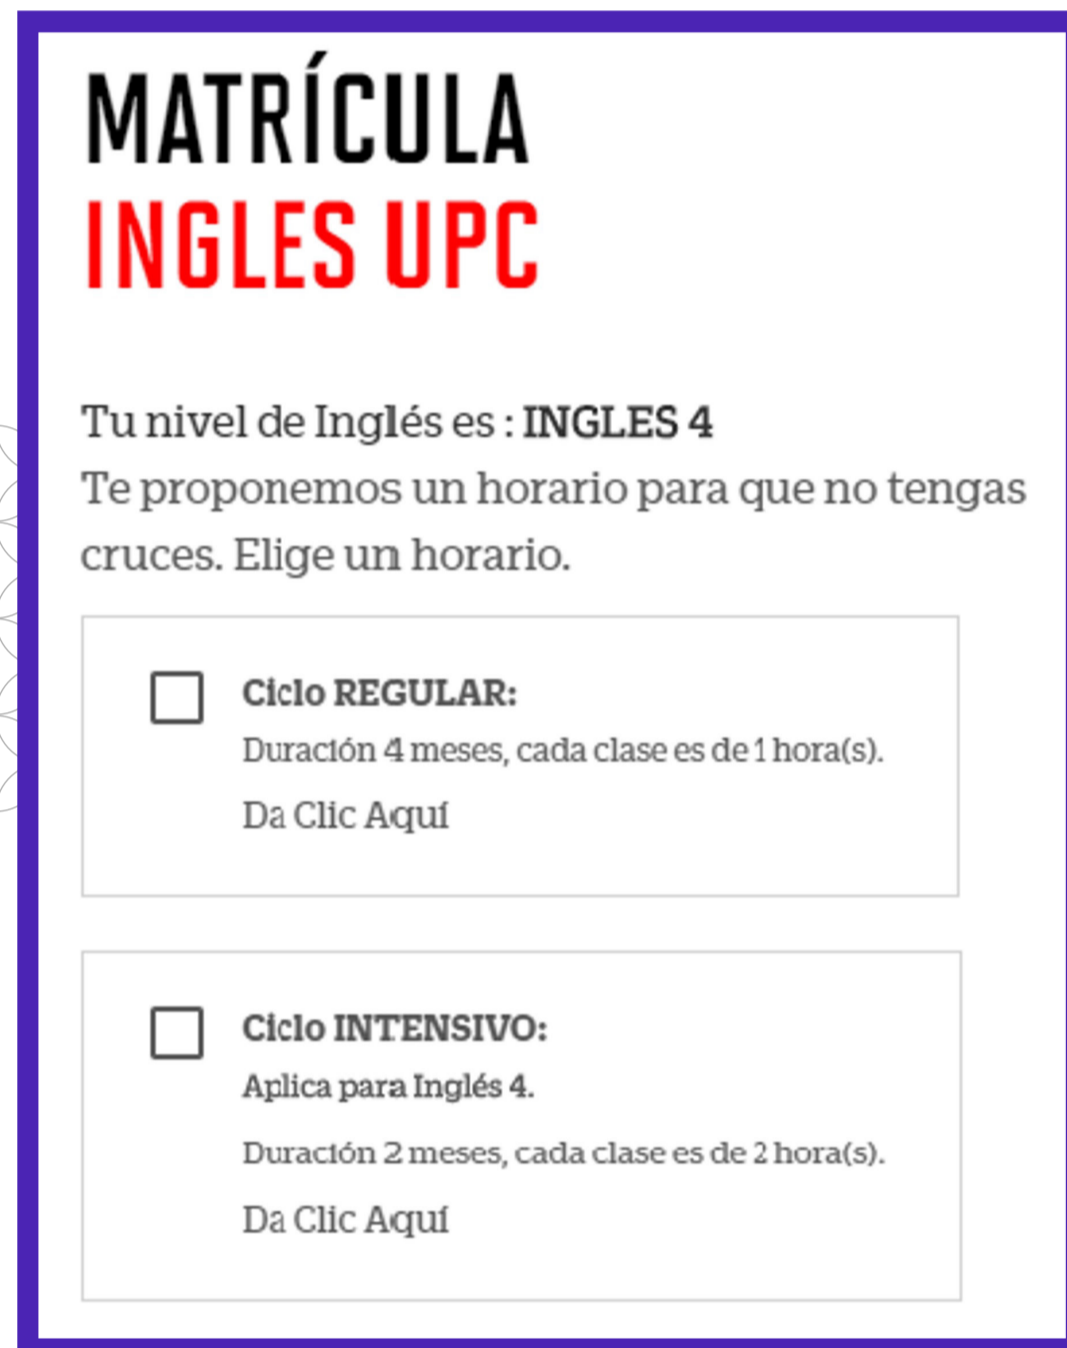 MATRÍCULA
INGLES UPC
Tu nivel de Inglés es : INGLES 4
Te proponemos un horario para que no tengas
cruces. Elige un horario.
Ciclo REGULAR:
Duración 4 meses, cada clase es de 1 hora(s).
Da Clic Aquí
Ciclo INTENSIVO:
Aplica para Inglés 4.
Duración 2 meses, cada clase es de 2 hora(s).
Da Clic Aquí